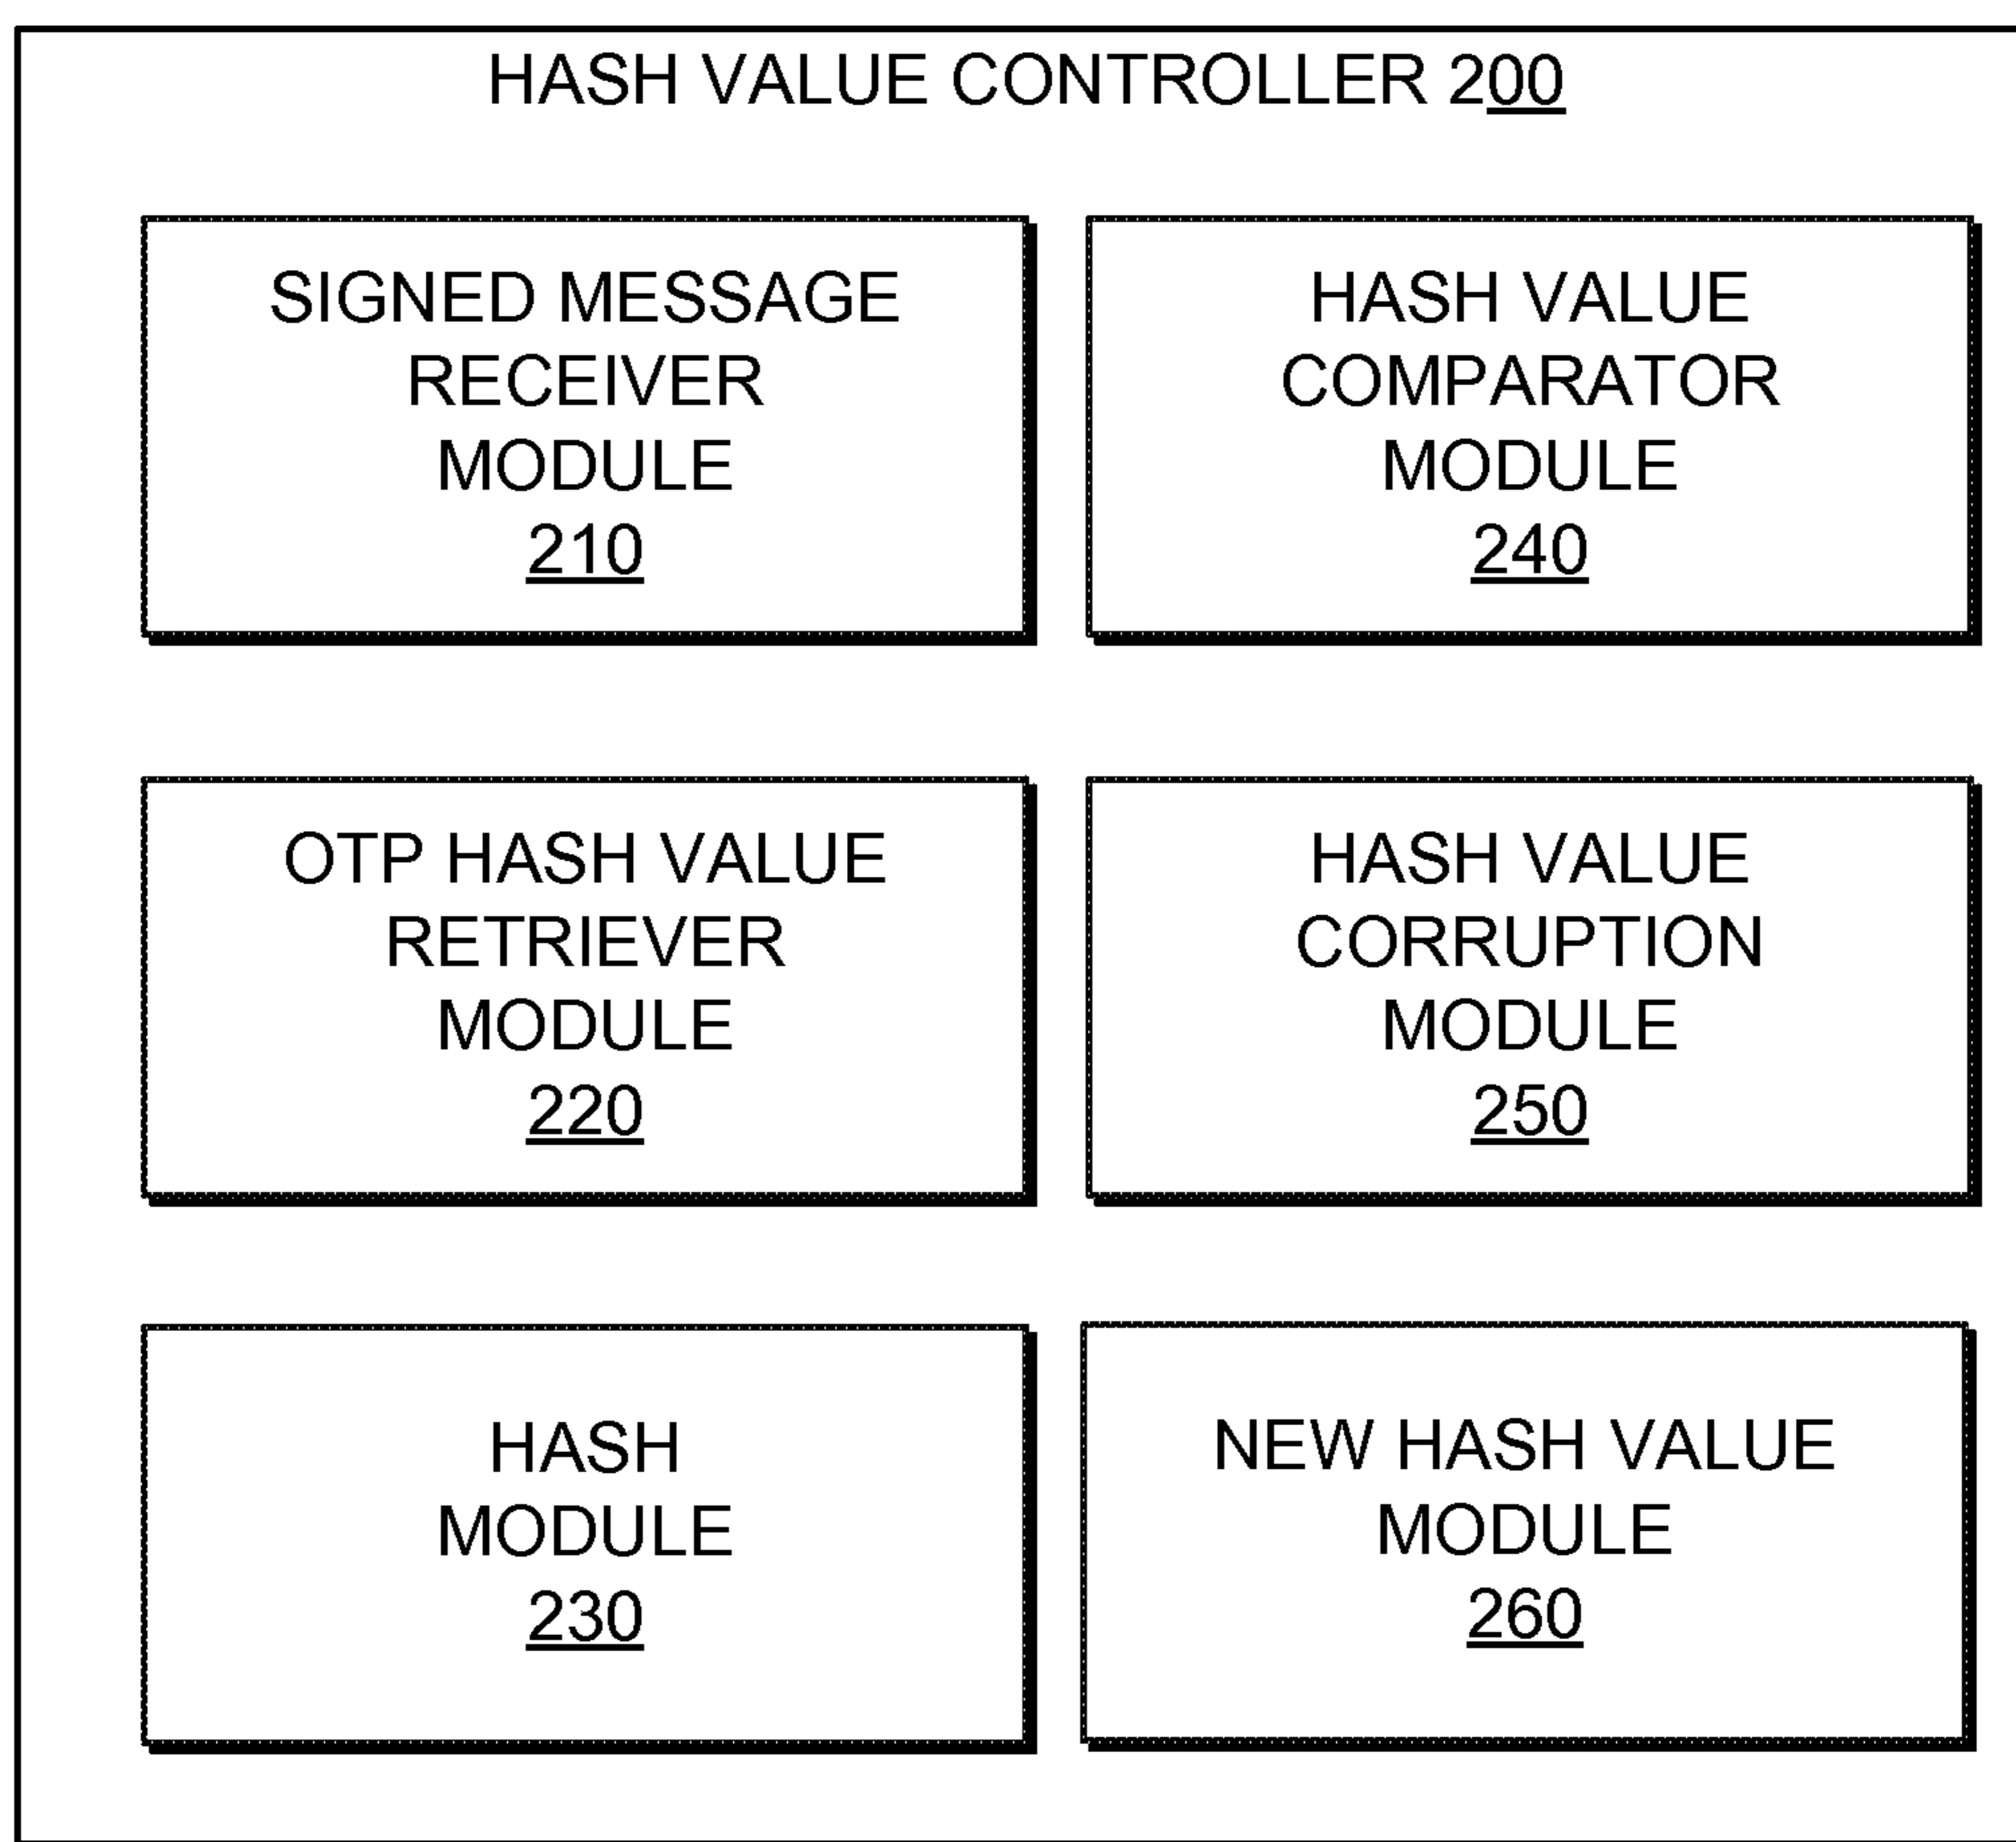 HASH VALUE CONTROLLER 200
SIGNED MESSAGE
RECEIVER
MODULE
210
HASH VALUE
COMPARATOR
MODULE
240
OTP HASH VALUE
RETRIEVER
MODULE
220
HASH VALUE
CORRUPTION
MODULE
250
HASH
MODULE
230
NEW HASH VALUE
MODULE
260